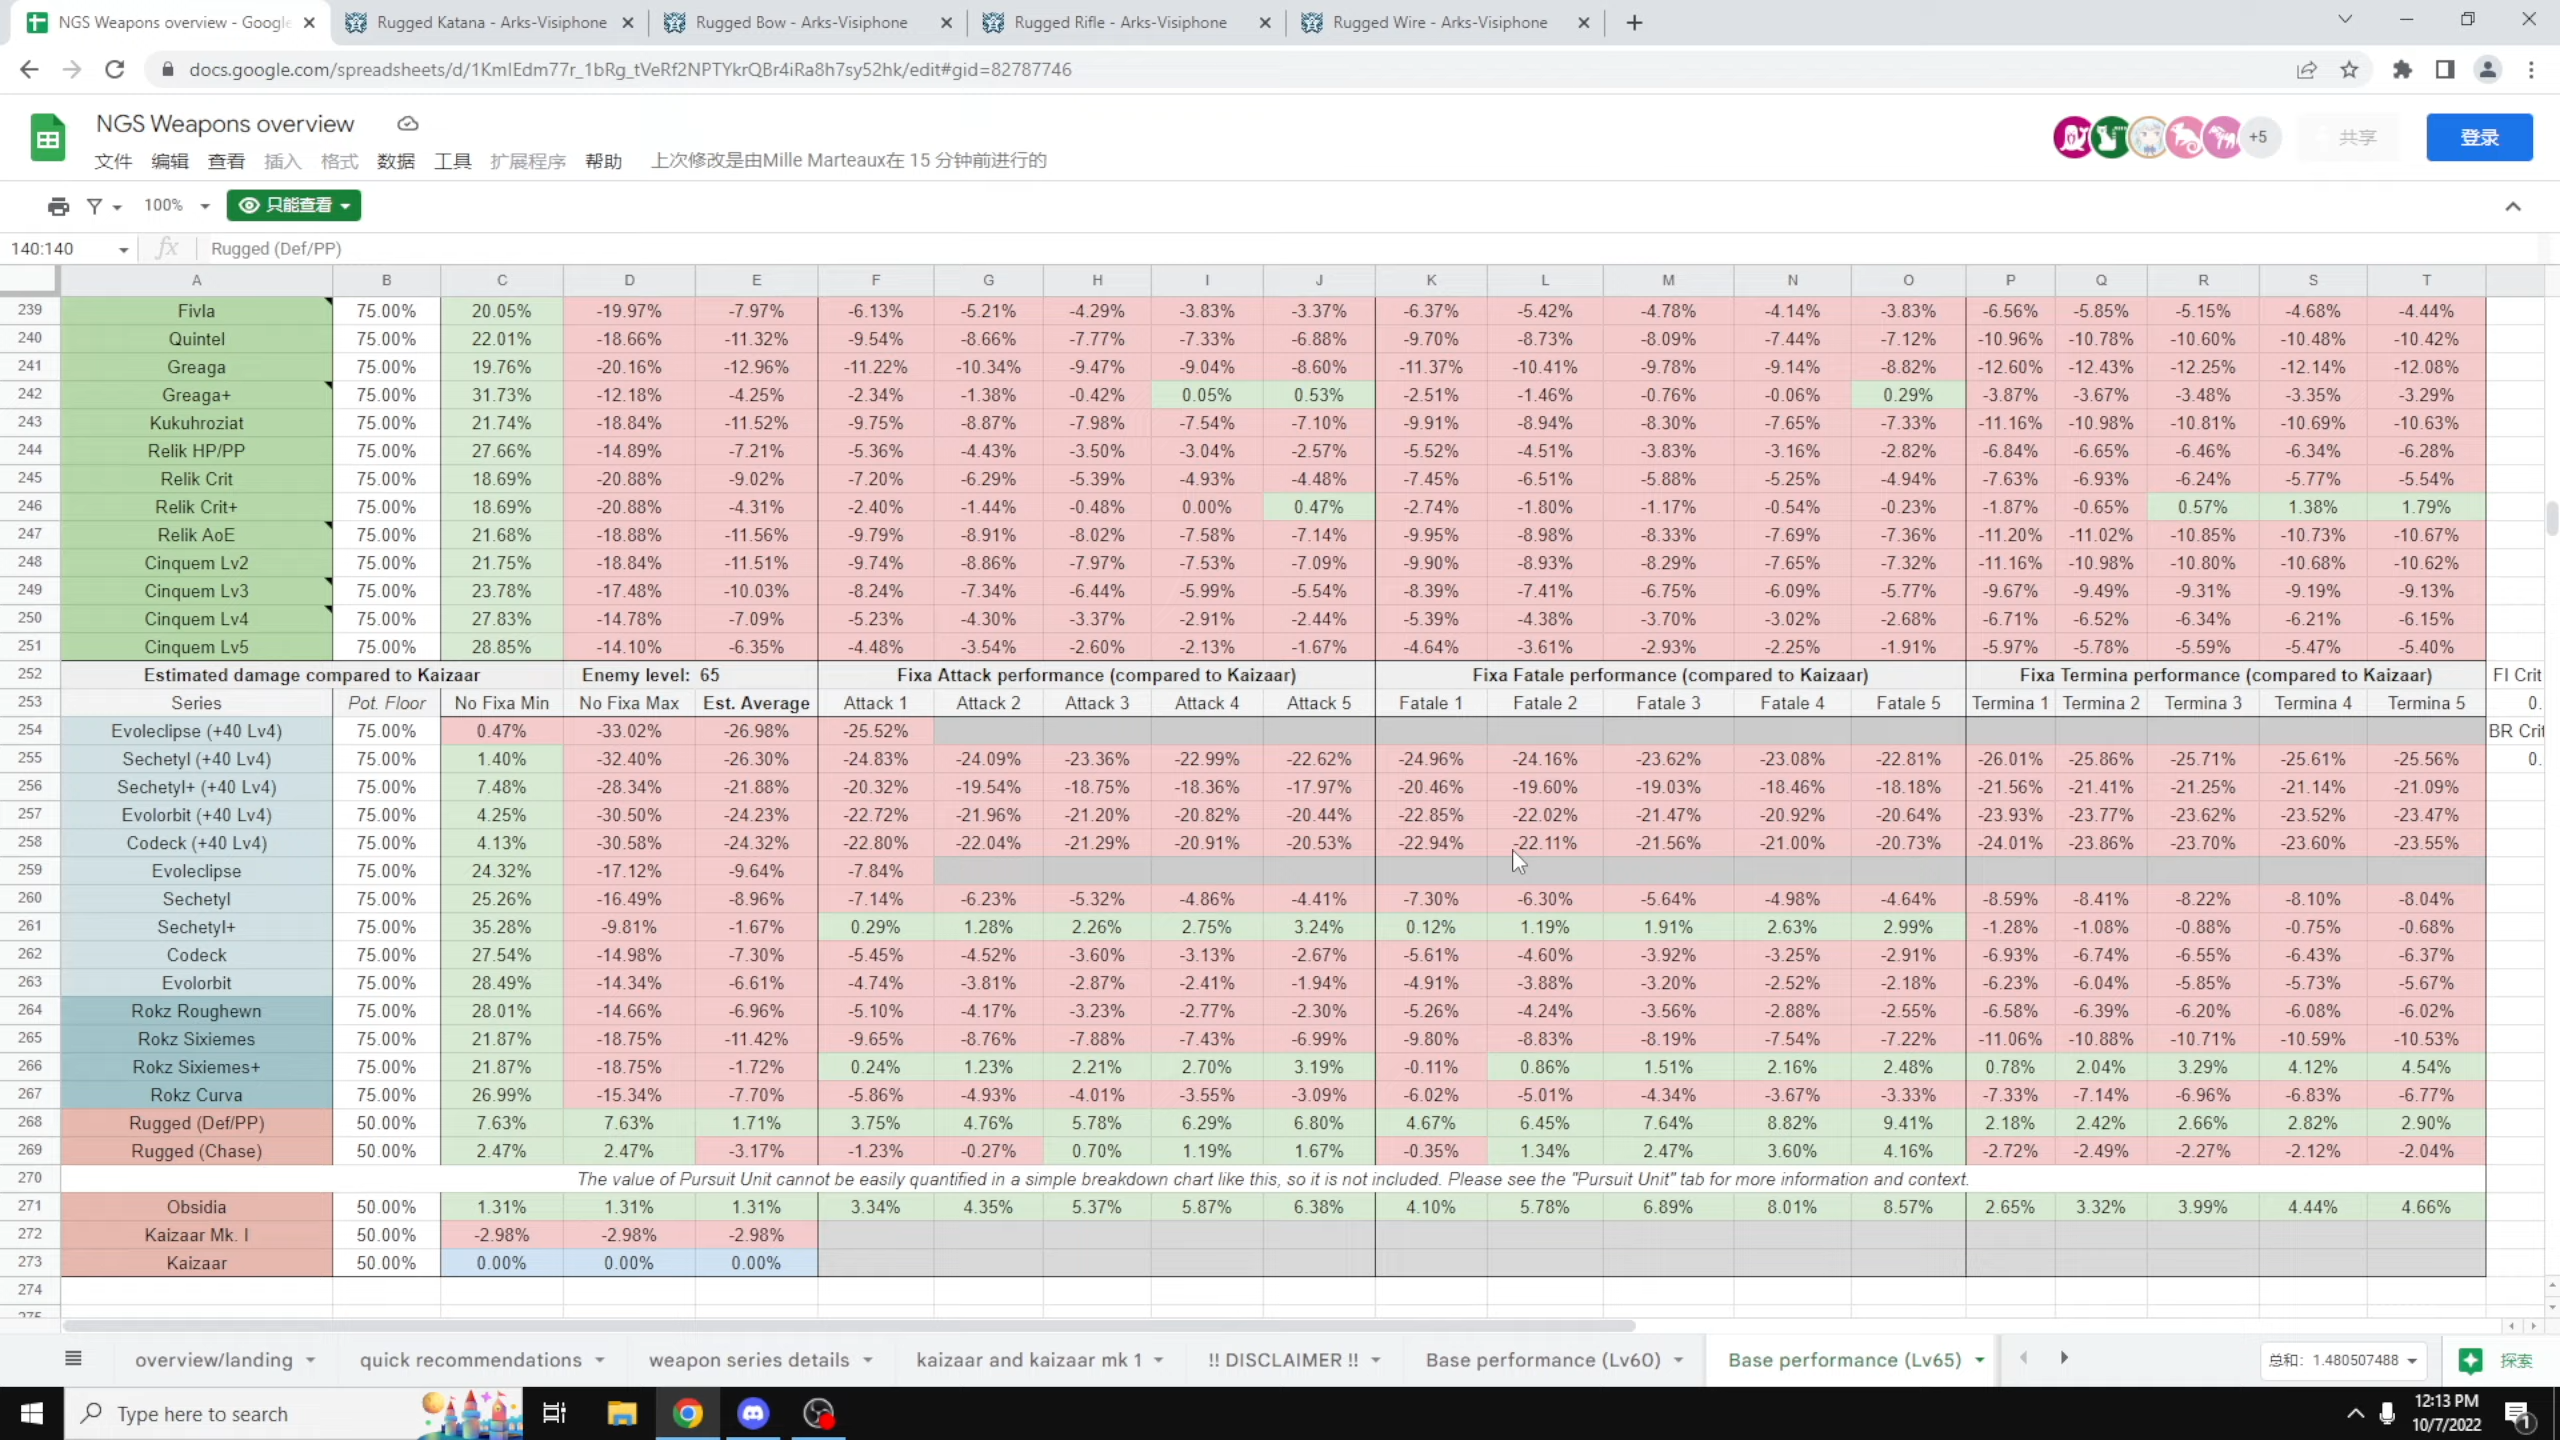 NGS Weapons overview - Google
Rugged Katana - Arks-Visiphone
Rugged Bow - Arks-Visiphone
Rugged Rifle - Arks-Visiphone
Rugged Wire - Arks-Visiphone
docs.google.com/spreadsheets/d/1KmIEdm77r_1bRg_tVeRf2NPTYkrQBr4iRa8h7sy52hk/edit#gid=82787746
NGS Weapons overview
+5 共享 登录
文件 编辑 查看 插入 格式 数据 工具 扩展程序 帮助 上次修改是由Mille Marteaux在 15 分钟前进行的
100% 只能查看
140:140 fx Rugged (Def/PP)
A B C D E F G H I J K L M N O P Q R S T
239 Fivla 75.00% 20.05% -19.97% -7.97% -6.13% -5.21% -4.29% -3.83% -3.37% -6.37% -5.42% -4.78% -4.14% -3.83% -6.56% -5.85% -5.15% -4.68% -4.44%
240 Quintel 75.00% 22.01% -18.66% -11.32% -9.54% -8.66% -7.77% -7.33% -6.88% -9.70% -8.73% -8.09% -7.44% -7.12% -10.96% -10.78% -10.60% -10.48% -10.42%
241 Greaga 75.00% 19.76% -20.16% -12.96% -11.22% -10.34% -9.47% -9.04% -8.60% -11.37% -10.41% -9.78% -9.14% -8.82% -12.60% -12.43% -12.25% -12.14% -12.08%
242 Greaga+ 75.00% 31.73% -12.18% -4.25% -2.34% -1.38% -0.42% 0.05% 0.53% -2.51% -1.46% -0.76% -0.06% 0.29% -3.87% -3.67% -3.48% -3.35% -3.29%
243 Kukuhroziat 75.00% 21.74% -18.84% -11.52% -9.75% -8.87% -7.98% -7.54% -7.10% -9.91% -8.94% -8.30% -7.65% -7.33% -11.16% -10.98% -10.81% -10.69% -10.63%
244 Relik HP/PP 75.00% 27.66% -14.89% -7.21% -5.36% -4.43% -3.50% -3.04% -2.57% -5.52% -4.51% -3.83% -3.16% -2.82% -6.84% -6.65% -6.46% -6.34% -6.28%
245 Relik Crit 75.00% 18.69% -20.88% -9.02% -7.20% -6.29% -5.39% -4.93% -4.48% -7.45% -6.51% -5.88% -5.25% -4.94% -7.63% -6.93% -6.24% -5.77% -5.54%
246 Relik Crit+ 75.00% 18.69% -20.88% -4.31% -2.40% -1.44% -0.48% 0.00% 0.47% -2.74% -1.80% -1.17% -0.54% -0.23% -1.87% -0.65% 0.57% 1.38% 1.79%
247 Relik AoE 75.00% 21.68% -18.88% -11.56% -9.79% -8.91% -8.02% -7.58% -7.14% -9.95% -8.98% -8.33% -7.69% -7.36% -11.20% -11.02% -10.85% -10.73% -10.67%
248 Cinquem Lv2 75.00% 21.75% -18.84% -11.51% -9.74% -8.86% -7.97% -7.53% -7.09% -9.90% -8.93% -8.29% -7.65% -7.32% -11.16% -10.98% -10.80% -10.68% -10.62%
249 Cinquem Lv3 75.00% 23.78% -17.48% -10.03% -8.24% -7.34% -6.44% -5.99% -5.54% -8.39% -7.41% -6.75% -6.09% -5.77% -9.67% -9.49% -9.31% -9.19% -9.13%
250 Cinquem Lv4 75.00% 27.83% -14.78% -7.09% -5.23% -4.30% -3.37% -2.91% -2.44% -5.39% -4.38% -3.70% -3.02% -2.68% -6.71% -6.52% -6.34% -6.21% -6.15%
251 Cinquem Lv5 75.00% 28.85% -14.10% -6.35% -4.48% -3.54% -2.60% -2.13% -1.67% -4.64% -3.61% -2.93% -2.25% -1.91% -5.97% -5.78% -5.59% -5.47% -5.40%
252 Estimated damage compared to Kaizaar Enemy level: 65 Fixa Attack performance (compared to Kaizaar) Fixa Fatale performance (compared to Kaizaar) Fixa Termina performance (compared to Kaizaar) FI Crit
253 Series Pot. Floor No Fixa Min No Fixa Max Est. Average Attack 1 Attack 2 Attack 3 Attack 4 Attack 5 Fatale 1 Fatale 2 Fatale 3 Fatale 4 Fatale 5 Termina 1 Termina 2 Termina 3 Termina 4 Termina 5 0.
254 Evoleclipse (+40 Lv4) 75.00% 0.47% -33.02% -26.98% -25.52% BR Crit
255 Sechetyl (+40 Lv4) 75.00% 1.40% -32.40% -26.30% -24.83% -24.09% -23.36% -22.99% -22.62% -24.96% -24.16% -23.62% -23.08% -22.81% -26.01% -25.86% -25.71% -25.61% -25.56% 0.
256 Sechetyl+ (+40 Lv4) 75.00% 7.48% -28.34% -21.88% -20.32% -19.54% -18.75% -18.36% -17.97% -20.46% -19.60% -19.03% -18.46% -18.18% -21.56% -21.41% -21.25% -21.14% -21.09%
257 Evolorbit (+40 Lv4) 75.00% 4.25% -30.50% -24.23% -22.72% -21.96% -21.20% -20.82% -20.44% -22.85% -22.02% -21.47% -20.92% -20.64% -23.93% -23.77% -23.62% -23.52% -23.47%
258 Codeck (+40 Lv4) 75.00% 4.13% -30.58% -24.32% -22.80% -22.04% -21.29% -20.91% -20.53% -22.94% -22.11% -21.56% -21.00% -20.73% -24.01% -23.86% -23.70% -23.60% -23.55%
259 Evoleclipse 75.00% 24.32% -17.12% -9.64% -7.84%
260 Sechetyl 75.00% 25.26% -16.49% -8.96% -7.14% -6.23% -5.32% -4.86% -4.41% -7.30% -6.30% -5.64% -4.98% -4.64% -8.59% -8.41% -8.22% -8.10% -8.04%
261 Sechetyl+ 75.00% 35.28% -9.81% -1.67% 0.29% 1.28% 2.26% 2.75% 3.24% 0.12% 1.19% 1.91% 2.63% 2.99% -1.28% -1.08% -0.88% -0.75% -0.68%
262 Codeck 75.00% 27.54% -14.98% -7.30% -5.45% -4.52% -3.60% -3.13% -2.67% -5.61% -4.60% -3.92% -3.25% -2.91% -6.93% -6.74% -6.55% -6.43% -6.37%
263 Evolorbit 75.00% 28.49% -14.34% -6.61% -4.74% -3.81% -2.87% -2.41% -1.94% -4.91% -3.88% -3.20% -2.52% -2.18% -6.23% -6.04% -5.85% -5.73% -5.67%
264 Rokz Roughewn 75.00% 28.01% -14.66% -6.96% -5.10% -4.17% -3.23% -2.77% -2.30% -5.26% -4.24% -3.56% -2.88% -2.55% -6.58% -6.39% -6.20% -6.08% -6.02%
265 Rokz Sixiemes 75.00% 21.87% -18.75% -11.42% -9.65% -8.76% -7.88% -7.43% -6.99% -9.80% -8.83% -8.19% -7.54% -7.22% -11.06% -10.88% -10.71% -10.59% -10.53%
266 Rokz Sixiemes+ 75.00% 21.87% -18.75% -1.72% 0.24% 1.23% 2.21% 2.70% 3.19% -0.11% 0.86% 1.51% 2.16% 2.48% 0.78% 2.04% 3.29% 4.12% 4.54%
267 Rokz Curva 75.00% 26.99% -15.34% -7.70% -5.86% -4.93% -4.01% -3.55% -3.09% -6.02% -5.01% -4.34% -3.67% -3.33% -7.33% -7.14% -6.96% -6.83% -6.77%
268 Rugged (Def/PP) 50.00% 7.63% 7.63% 1.71% 3.75% 4.76% 5.78% 6.29% 6.80% 4.67% 6.45% 7.64% 8.82% 9.41% 2.18% 2.42% 2.66% 2.82% 2.90%
269 Rugged (Chase) 50.00% 2.47% 2.47% -3.17% -1.23% -0.27% 0.70% 1.19% 1.67% -0.35% 1.34% 2.47% 3.60% 4.16% -2.72% -2.49% -2.27% -2.12% -2.04%
270 The value of Pursuit Unit cannot be easily quantified in a simple breakdown chart like this, so it is not included. Please see the "Pursuit Unit" tab for more information and context.
271 Obsidia 50.00% 1.31% 1.31% 1.31% 3.34% 4.35% 5.37% 5.87% 6.38% 4.10% 5.78% 6.89% 8.01% 8.57% 2.65% 3.32% 3.99% 4.44% 4.66%
272 Kaizaar Mk. I 50.00% -2.98% -2.98% -2.98%
273 Kaizaar 50.00% 0.00% 0.00% 0.00%
274
275
overview/landing quick recommendations weapon series details kaizaar and kaizaar mk 1 !! DISCLAIMER !! Base performance (Lv60) Base performance (Lv65) 总和: 1.480507488 探索
Type here to search
12:13 PM
10/7/2022
1